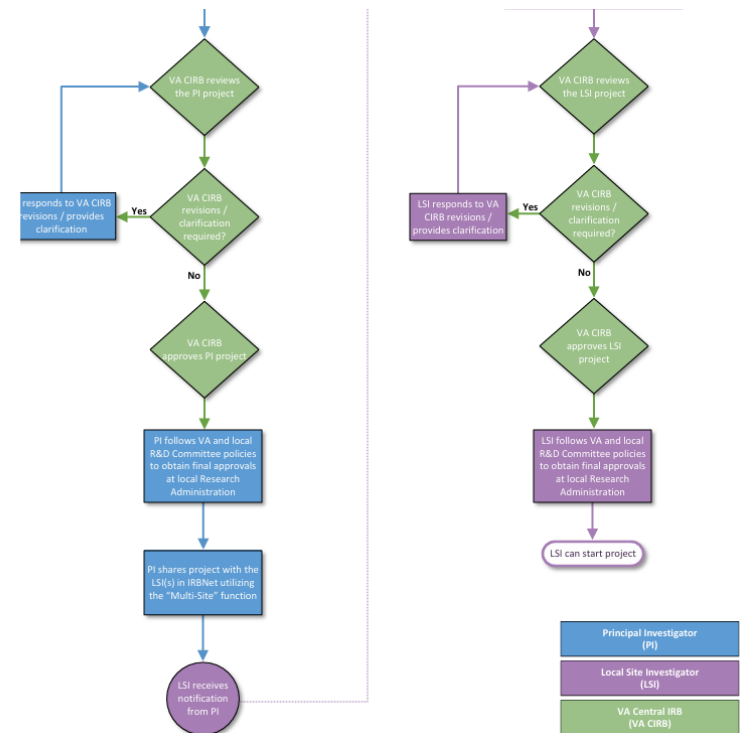 VA CIRB reviews
the PI project
responds to VA CIRB
revisions / provides
clarification
Yes
VA CIRB
revisions /
clarification
required?
No
VA CIRB
approves PI project
PI follows VA and local
R&D Committee policies
to obtain final approvals
at local Research
Administration
PI shares project with the
LSI(s) in IRBNet utilizing
the “Multi-Site” function
LSI receives
notification
from PI
VA CIRB reviews
the LSI project
LSI responds to VA
CIRB revisions /
provides clarification
Yes
VA CIRB
revisions /
clarification
required?
No
VA CIRB
approves LSI
project
LSI follows VA and local
R&D Committee policies
to obtain final approvals
at local Research
Administration
LSI can start project
Principal Investigator
(PI)
Local Site Investigator
(LSI)
VA Central IRB
(VA CIRB)